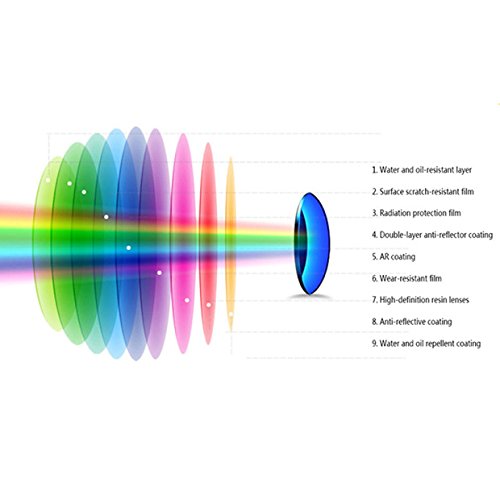 1. Water and oil-resistant layer
2. Surface scratch-resistant film
3. Radiation protection film
4. Double-layer anti-reflector coating
5. AR coating
6. Wear-resistant film
7. High-definition resin lenses
8. Anti-reflective coating
9. Water and oil repellent coating